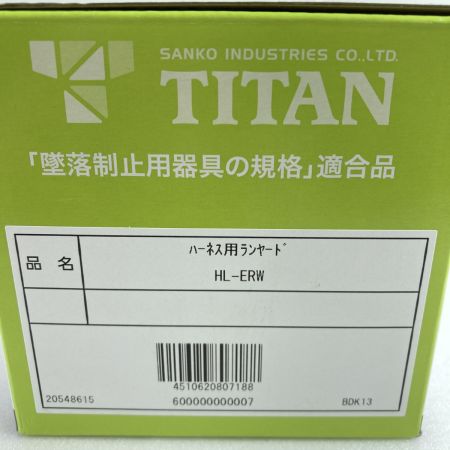 SANKO INDUSTRIES CO.,LTD.
TITAN
「墜落制止用器具の規格」適合品
品 名
ﾊｰﾈｽ用ﾗﾝﾔｰﾄﾞ
HL-ERW
4510620807188
20548615
600000000007
BDK13